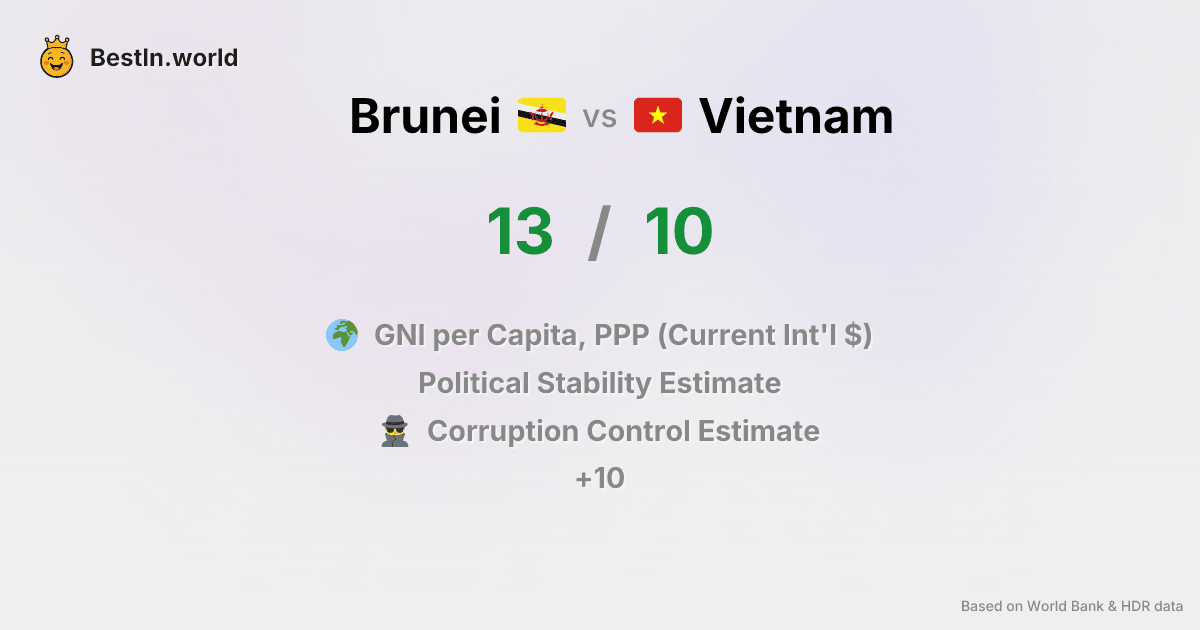 BestIn.world
Brunei vs Vietnam
13 / 10
GNI per Capita, PPP (Current Int'l $)
Political Stability Estimate
Corruption Control Estimate
+10
Based on World Bank & HDR data